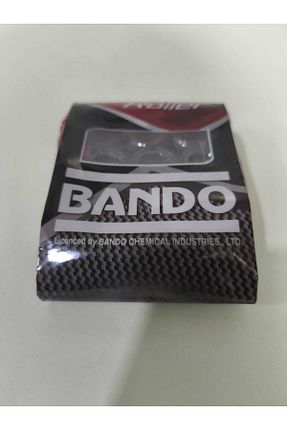 Roller
BANDO
Licenced by BANDO CHEMICAL INDUSTRIES, LTD.